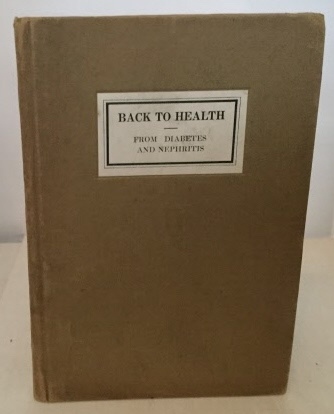 BACK TO HEALTH
FROM DIABETES
AND NEPHRITIS